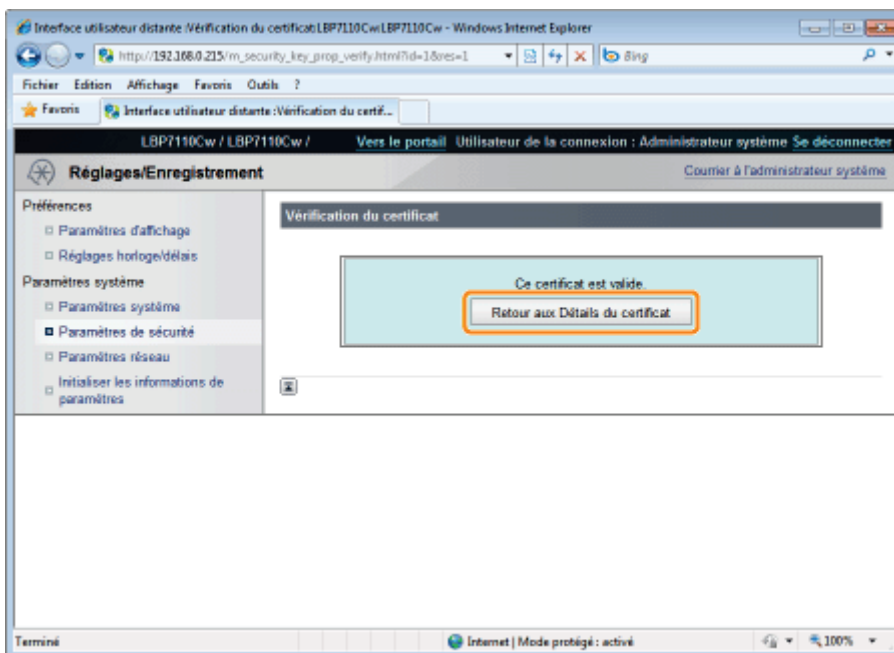 Interface utilisateur distante :Vérification du certificat:LBP7110Cw:LBP7110Cw - Windows Internet Explorer
http://192.168.0.215/m_security_key_prop_verify.html?id=1&res=1
Bing
Fichier Edition Affichage Favoris Outils ?
Favoris
Interface utilisateur distante :Vérification du certif...
LBP7110Cw / LBP7110Cw /
Vers le portail Utilisateur de la connexion : Administrateur système Se déconnecter
Réglages/Enregistrement
Courrier à l'administrateur système
Préférences
Paramètres d'affichage
Réglages horloge/délais
Paramètres système
Paramètres système
Paramètres de sécurité
Paramètres réseau
Initialiser les informations de
paramètres
Vérification du certificat
Ce certificat est valide.
Retour aux Détails du certificat
Terminé
Internet | Mode protégé : activé
100%